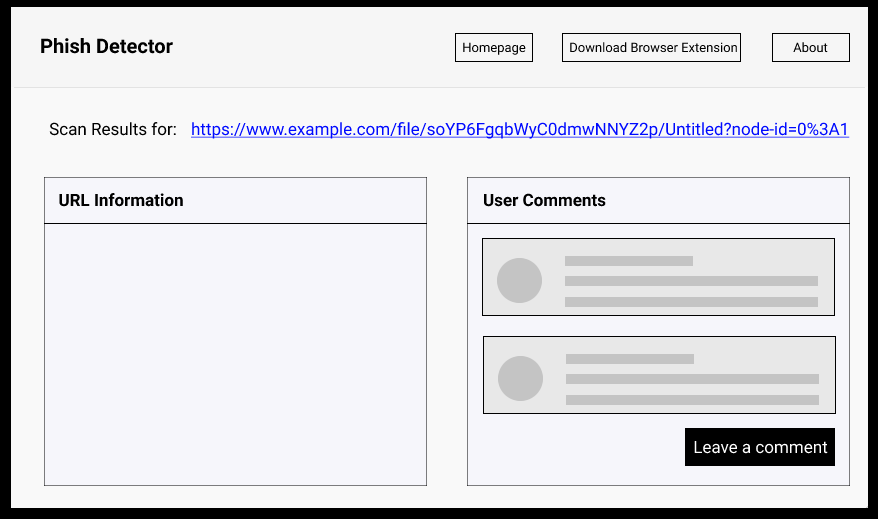 Phish Detector
Homepage
Download Browser Extension
About
Scan Results for: https://www.example.com/file/soYP6FgqbWyC0dmwNNYZ2p/Untitled?node-id=0%3A1
URL Information
User Comments
Leave a comment